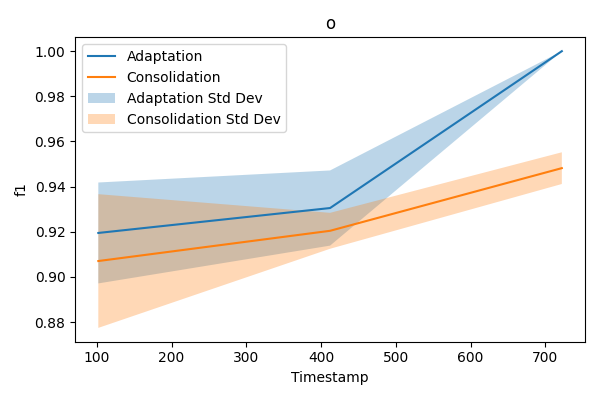 o
Adaptation
Consolidation
Adaptation Std Dev
Consolidation Std Dev
f1
1.00
0.98
0.96
0.94
0.92
0.90
0.88
100 200 300 400 500 600 700
Timestamp